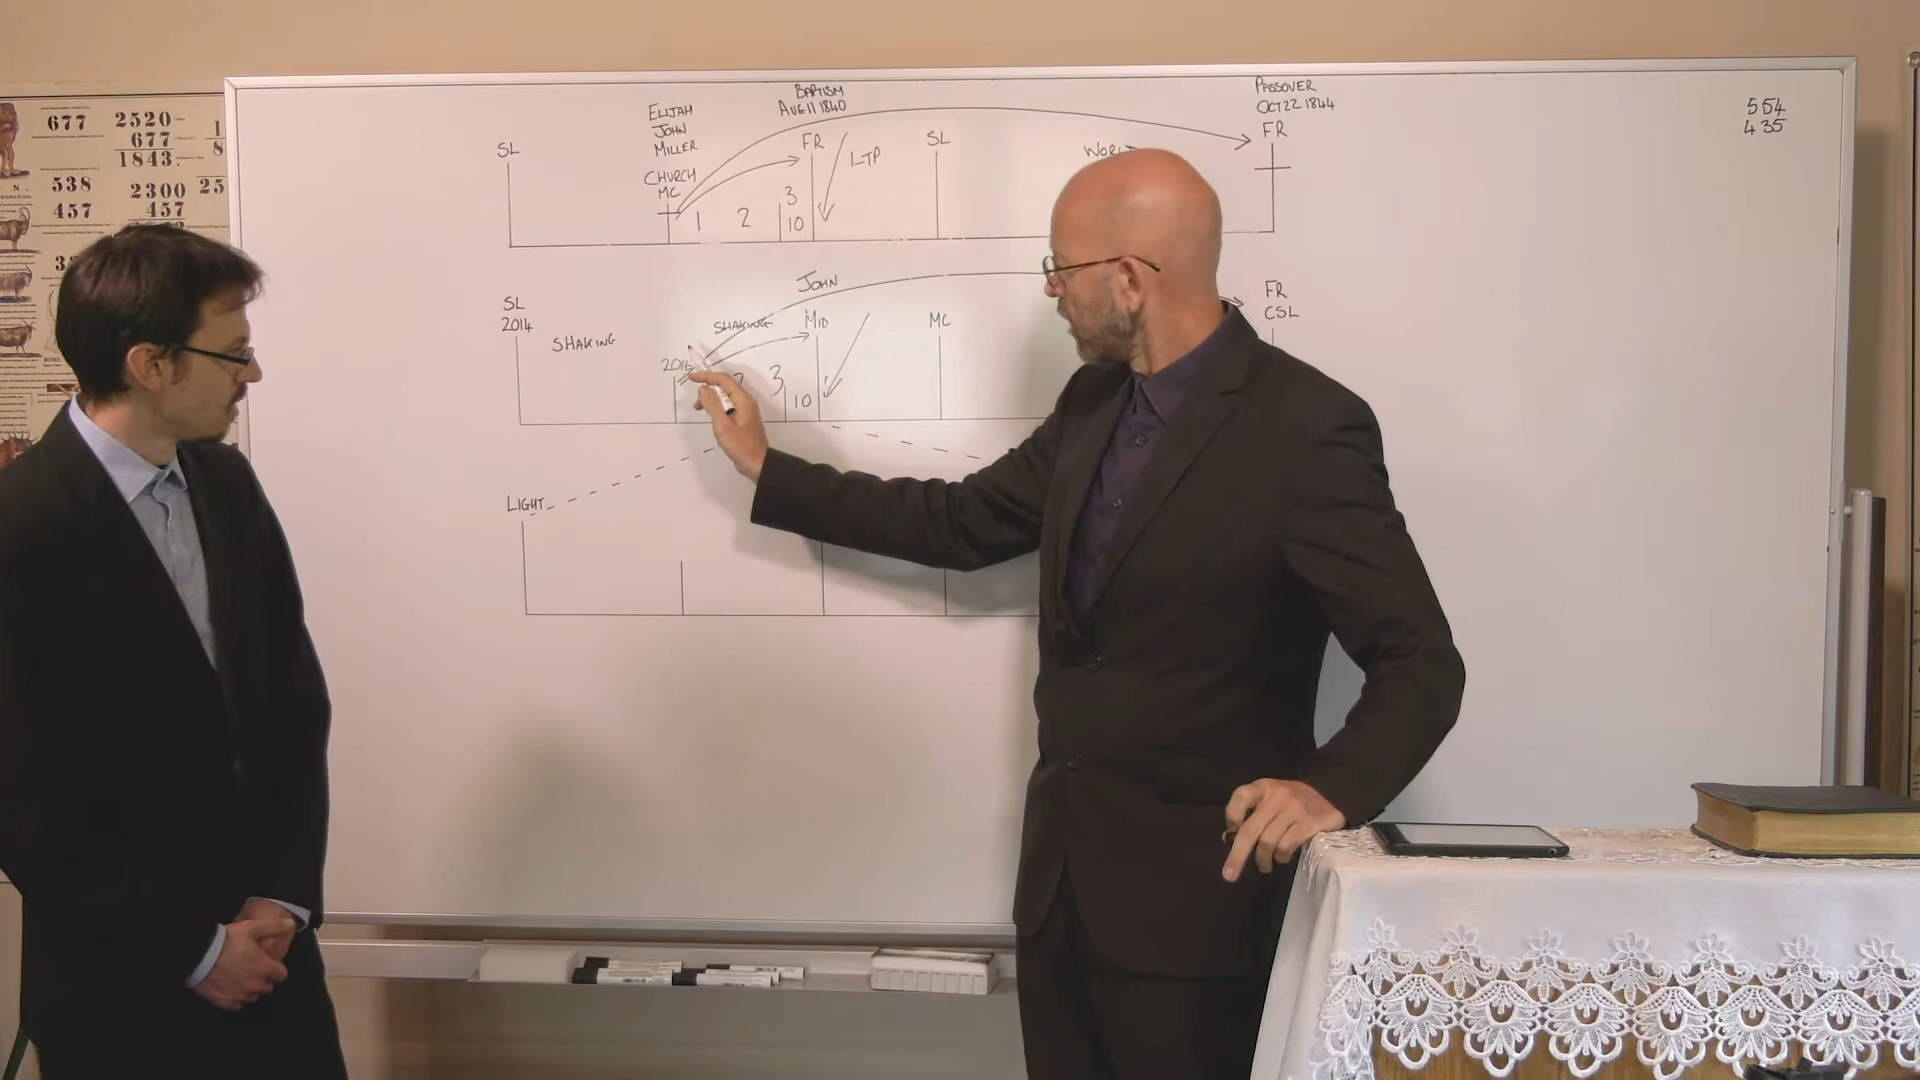 677
2520
677
1843.
538
457
2300
457
25
BAPTISM
AUG 11 1840
PASSOVER
OCT 22 1844
FR
554
435
ELIJAH
JOHN
MILLER
CHURCH
MC
SL
FR
LTP
SL
1
2
3
10
JOHN
SL
2014
SHAKING
SHAKING
MID
MC
FR
CSL
3
10
LIGHT